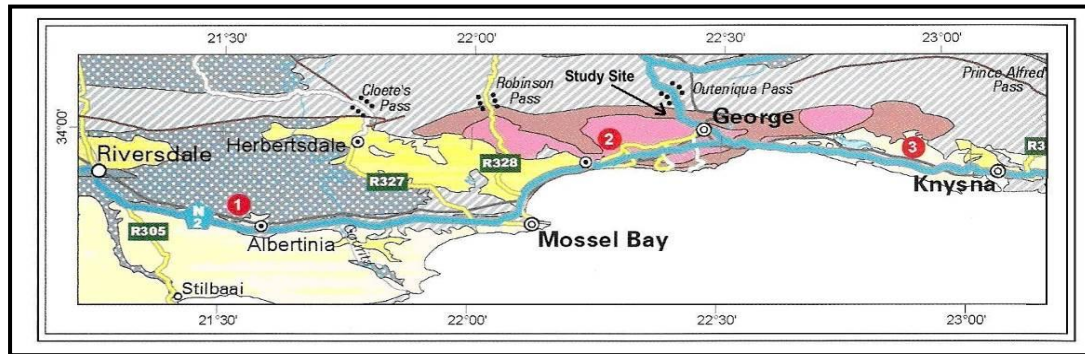 21°30'
22°00'
22°30'
23°00'
Cloete's
Pass
Robinson
Pass
Study Site
Outeniqua Pass
Prince Alfred
Pass
34°00'
George
Riversdale
Herbertsdale
R328
2
3
R3
R327
Knysna
1
N
2
R305
Albertinia
Mossel Bay
Stilbaai
21°30'
22°00'
22°30'
23°00'